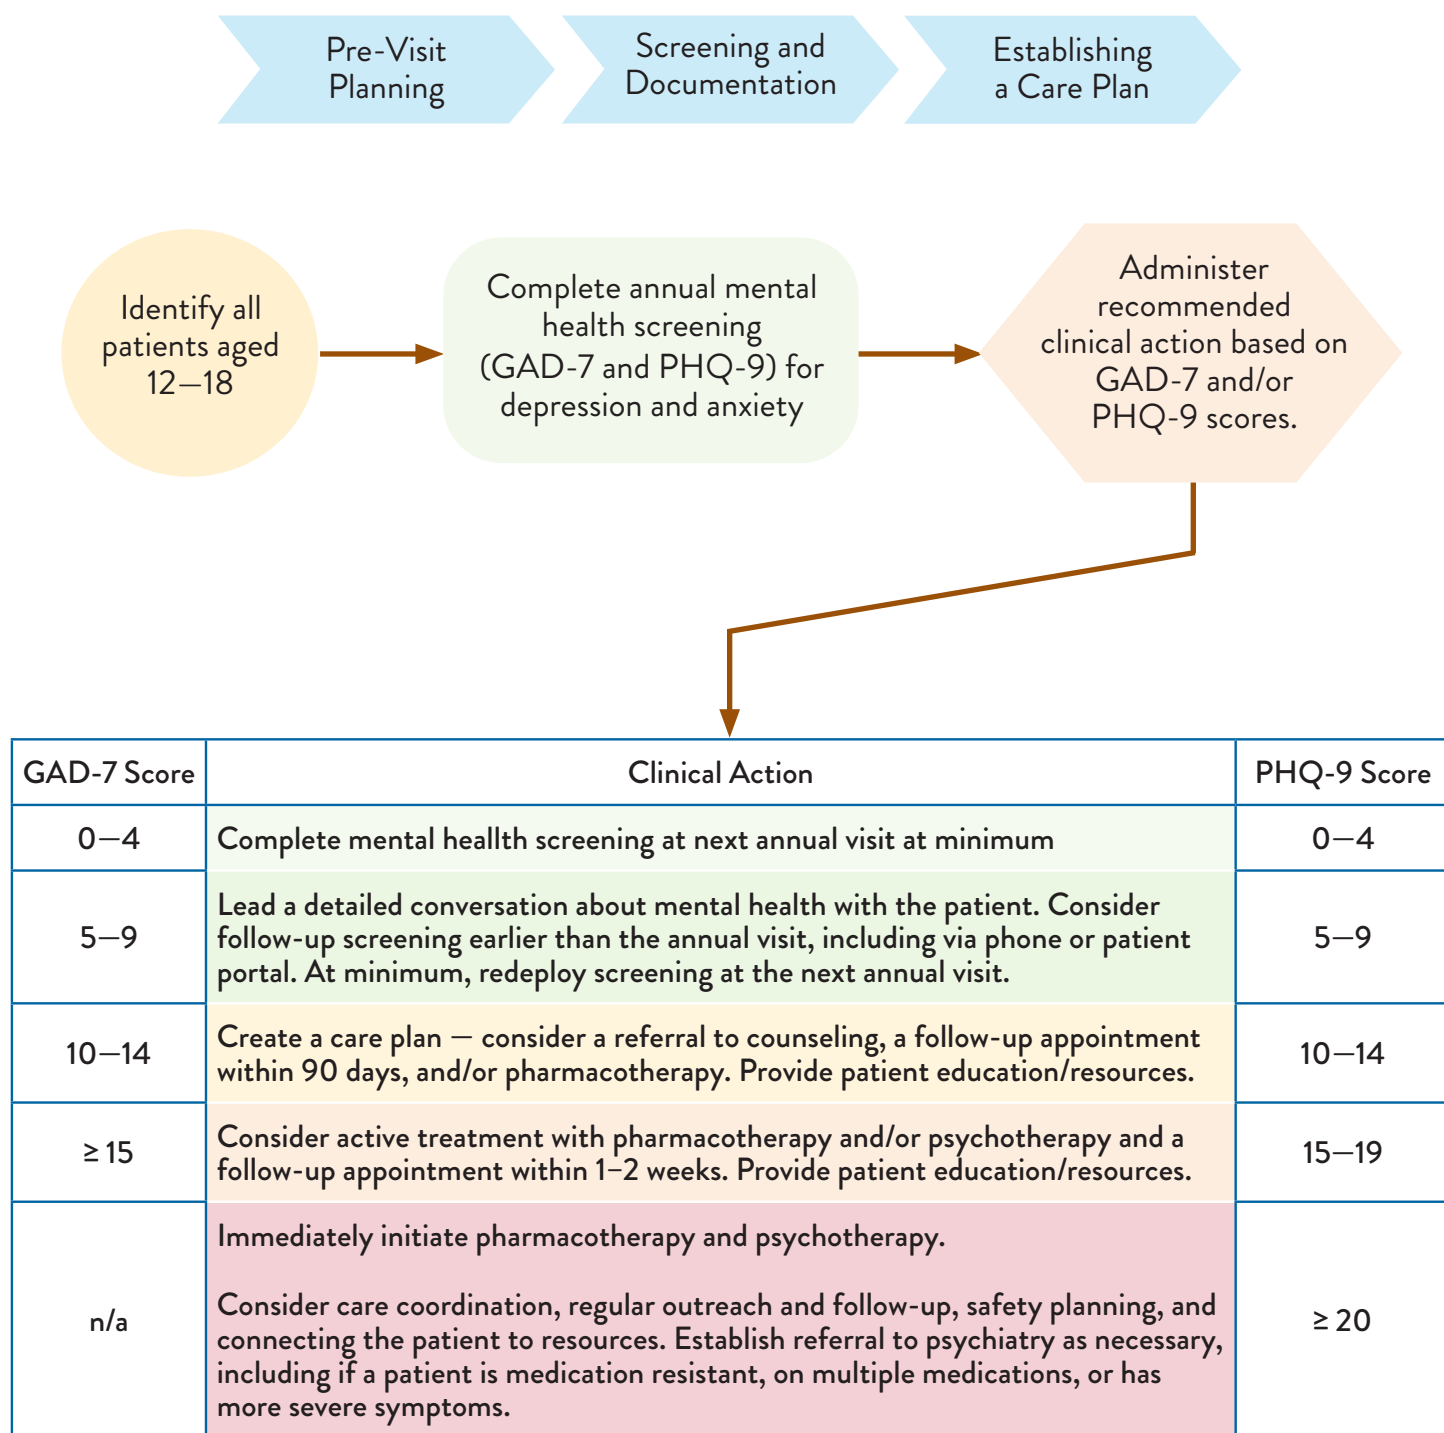 Pre-Visit
Planning
Screening and
Documentation
Establishing
a Care Plan
Identify all
patients aged
12—18
Complete annual mental
health screening
(GAD-7 and PHQ-9) for
depression and anxiety
Administer
recommended
clinical action based on
GAD-7 and/or
PHQ-9 scores.
GAD-7 Score
Clinical Action
PHQ-9 Score
0—4
Complete mental heallth screening at next annual visit at minimum
0—4
5—9
Lead a detailed conversation about mental health with the patient. Consider
follow-up screening earlier than the annual visit, including via phone or patient
portal. At minimum, redeploy screening at the next annual visit.
5—9
10—14
Create a care plan — consider a referral to counseling, a follow-up appointment
within 90 days, and/or pharmacotherapy. Provide patient education/resources.
10—14
≥ 15
Consider active treatment with pharmacotherapy and/or psychotherapy and a
follow-up appointment within 1–2 weeks. Provide patient education/resources.
15—19
n/a
Immediately initiate pharmacotherapy and psychotherapy.
Consider care coordination, regular outreach and follow-up, safety planning, and
connecting the patient to resources. Establish referral to psychiatry as necessary,
including if a patient is medication resistant, on multiple medications, or has
more severe symptoms.
≥ 20